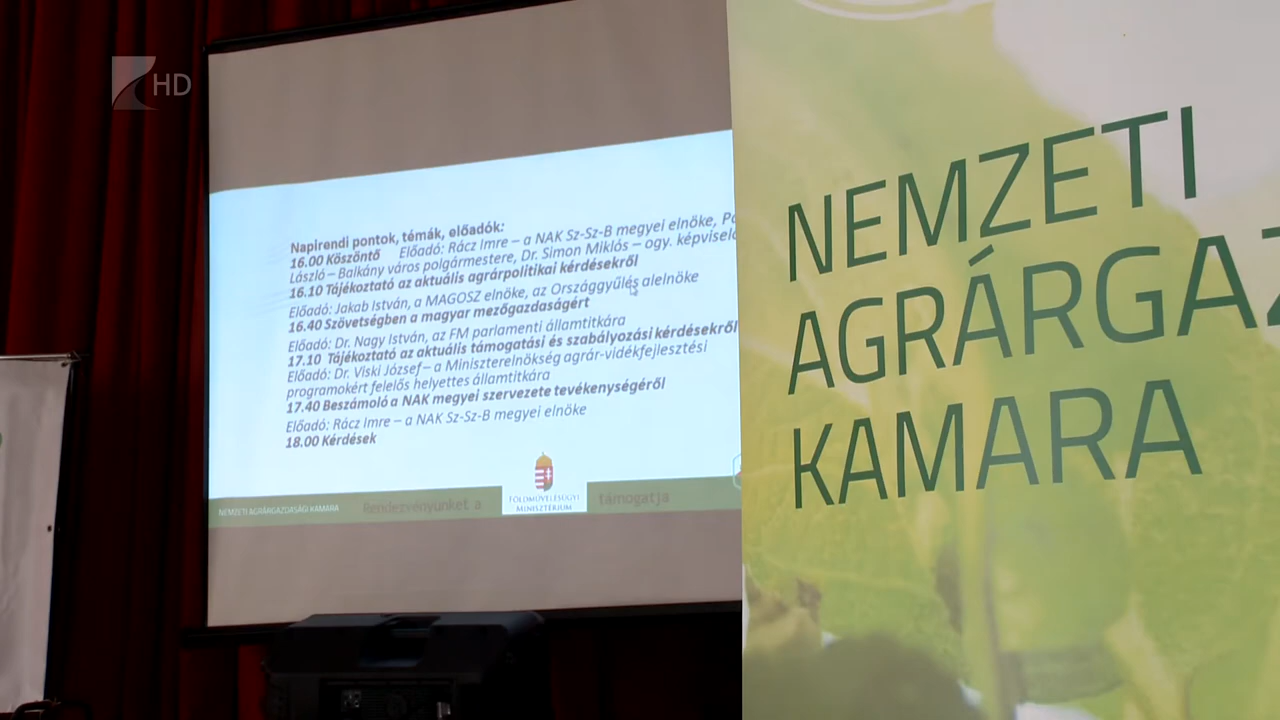 HD
Napirendi pontok, témák, előadók:
16.00 Köszöntő Előadó: Rácz Imre – a NAK Sz-Sz-B megyei elnöke,
László – Balkány város polgármestere, Dr. Simon Miklós – ogy. képviselő
16.10 Tájékoztató az aktuális agrárpolitikai kérdésekről
Előadó: Jakab István, a MAGOSZ elnöke, az Országgyűlés alelnöke
16.40 Szövetségben a magyar mezőgazdaságért
Előadó: Dr. Nagy István, az FM parlamenti államtitkára
17.10 Tájékoztató az aktuális támogatási és szabályozási kérdésekről
Előadó: Dr. Viski József – a Miniszterelnökség agrár-vidékfejlesztési
programokért felelős helyettes államtitkára
17.40 Beszámoló a NAK megyei szervezete tevékenységéről
Előadó: Rácz Imre – a NAK Sz-Sz-B megyei elnöke
18.00 Kérdések
NEMZETI AGRÁRGAZDASÁGI KAMARA
Rendezvényünket a
FÖLDMŰVELÉSÜGYI
MINISZTÉRIUM
támogatja
NEMZETI
AGRÁRGAZ
KAMARA